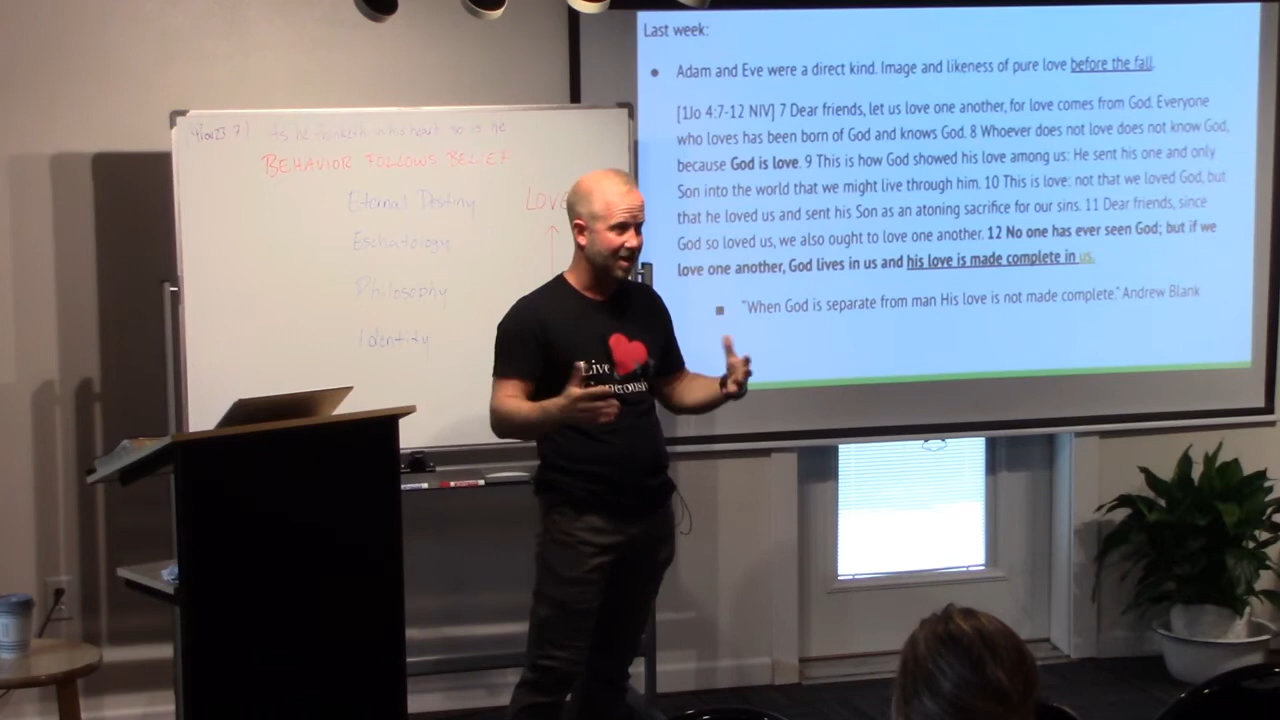 [Prov 23:7] As he thinketh in his heart so is he
BEHAVIOR FOLLOWS BELIEF
Eternal Destiny
LOVE
Eschatology
Philosophy
Identity
Live
Generously
Last week:
Adam and Eve were a direct kind. Image and likeness of pure love before the fall.
[1Jo 4:7-12 NIV] 7 Dear friends, let us love one another, for love comes from God. Everyone
who loves has been born of God and knows God. 8 Whoever does not love does not know God,
because God is love. 9 This is how God showed his love among us: He sent his one and only
Son into the world that we might live through him. 10 This is love: not that we loved God, but
that he loved us and sent his Son as an atoning sacrifice for our sins. 11 Dear friends, since
God so loved us, we also ought to love one another. 12 No one has ever seen God; but if we
love one another, God lives in us and his love is made complete in us.
"When God is separate from man His love is not made complete." Andrew Blank